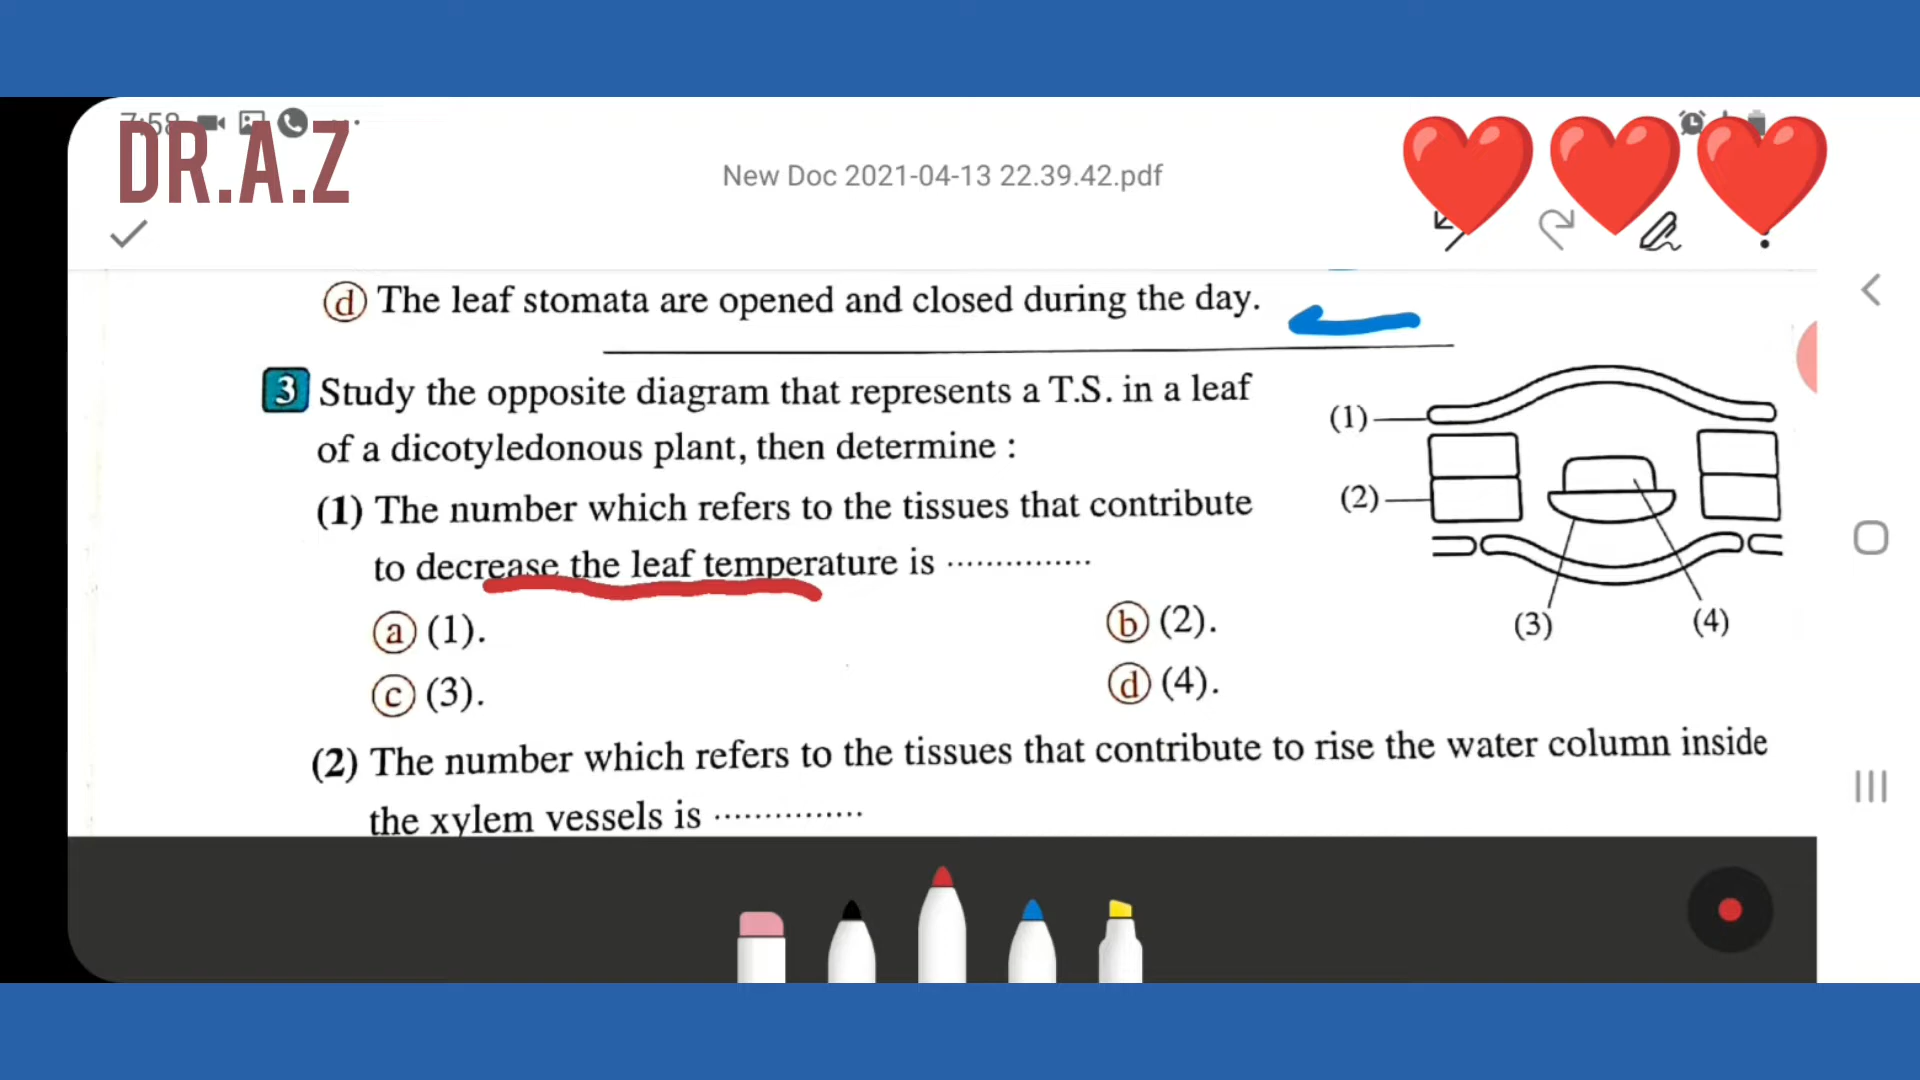 7:58
DR.A.Z
New Doc 2021-04-13 22.39.42.pdf
d The leaf stomata are opened and closed during the day.
3 Study the opposite diagram that represents a T.S. in a leaf
of a dicotyledonous plant, then determine :
(1) The number which refers to the tissues that contribute
to decrease the leaf temperature is ..............
a (1).
b (2).
c (3).
d (4).
(1)
(2)
(3)
(4)
(2) The number which refers to the tissues that contribute to rise the water column inside
the xylem vessels is ..............